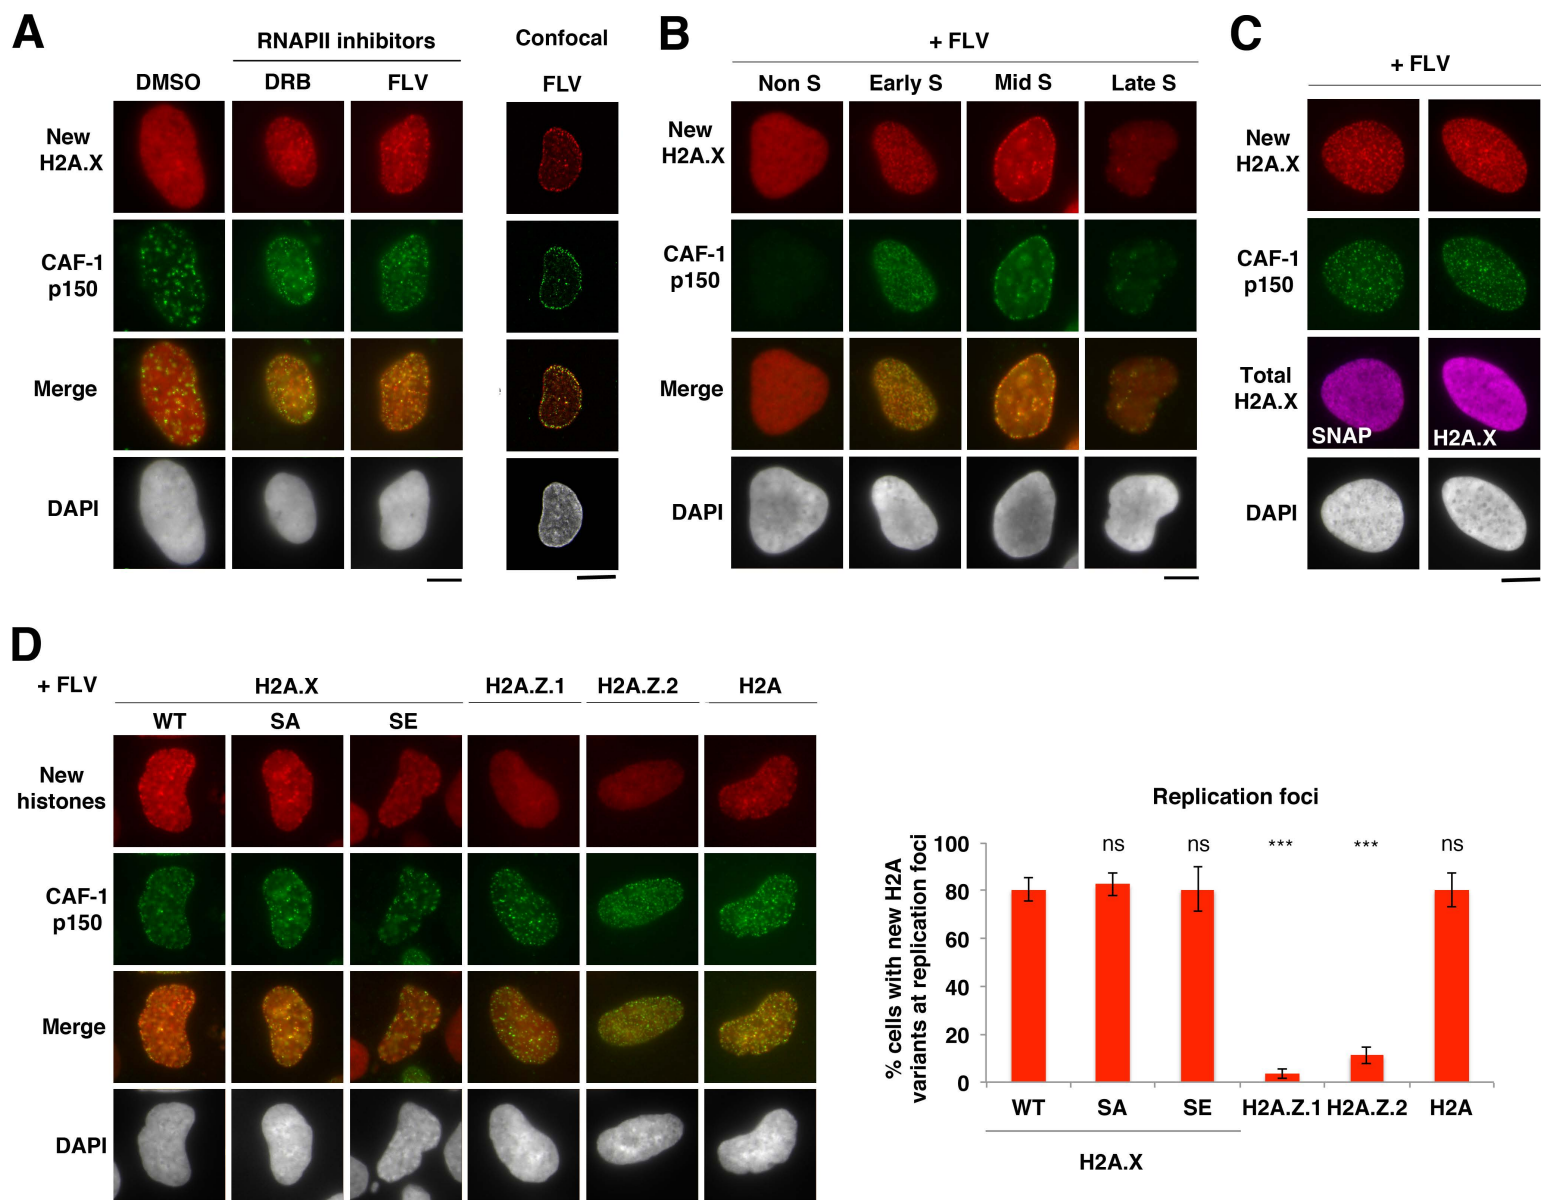 A
RNAPII inhibitors
Confocal
DMSO
DRB
FLV
FLV
New
H2A.X
CAF-1
p150
Merge
DAPI
B
+ FLV
Non S
Early S
Mid S
Late S
New
H2A.X
CAF-1
p150
Merge
DAPI
C
+ FLV
New
H2A.X
CAF-1
p150
Total
H2A.X
SNAP
H2A.X
DAPI
D
+ FLV
H2A.X
H2A.Z.1
H2A.Z.2
H2A
WT
SA
SE
New
histones
CAF-1
p150
Merge
DAPI
Replication foci
% cells with new H2A
variants at replication foci
100
80
60
40
20
0
ns
ns
***
***
ns
WT
SA
SE
H2A.Z.1
H2A.Z.2
H2A
H2A.X